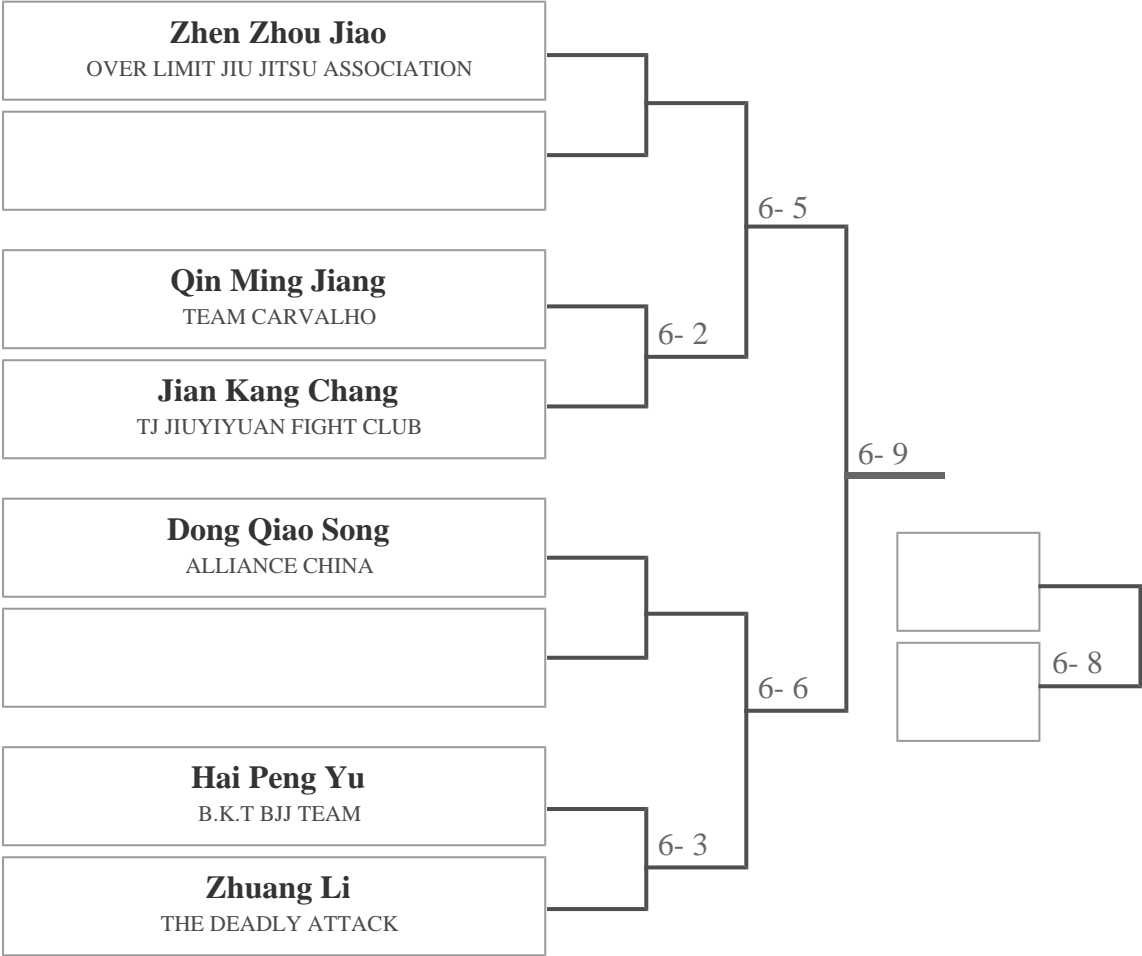 Zhen Zhou Jiao
OVER LIMIT JIU JITSU ASSOCIATION
6- 5
Qin Ming Jiang
TEAM CARVALHO
6- 2
Jian Kang Chang
TJ JIUYIYUAN FIGHT CLUB
6- 9
Dong Qiao Song
ALLIANCE CHINA
6- 8
6- 6
Hai Peng Yu
B.K.T BJJ TEAM
6- 3
Zhuang Li
THE DEADLY ATTACK